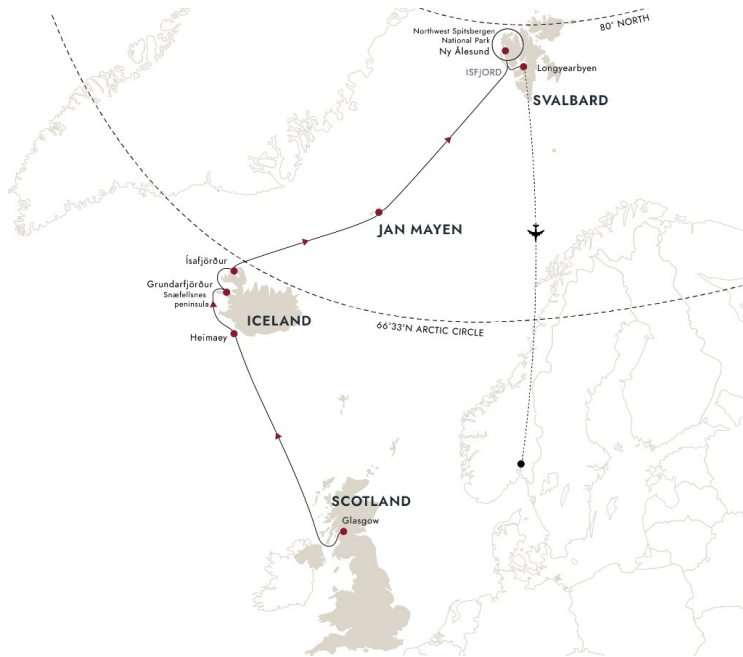 80° NORTH
Northwest Spitsbergen
National Park
Ny Ålesund
ISFJORD
Longyearbyen
SVALBARD
JAN MAYEN
Ísafjörður
Grundarfjörður
Snæfellsnes
peninsula
ICELAND
66°33'N ARCTIC CIRCLE
Heimaey
SCOTLAND
Glasgow